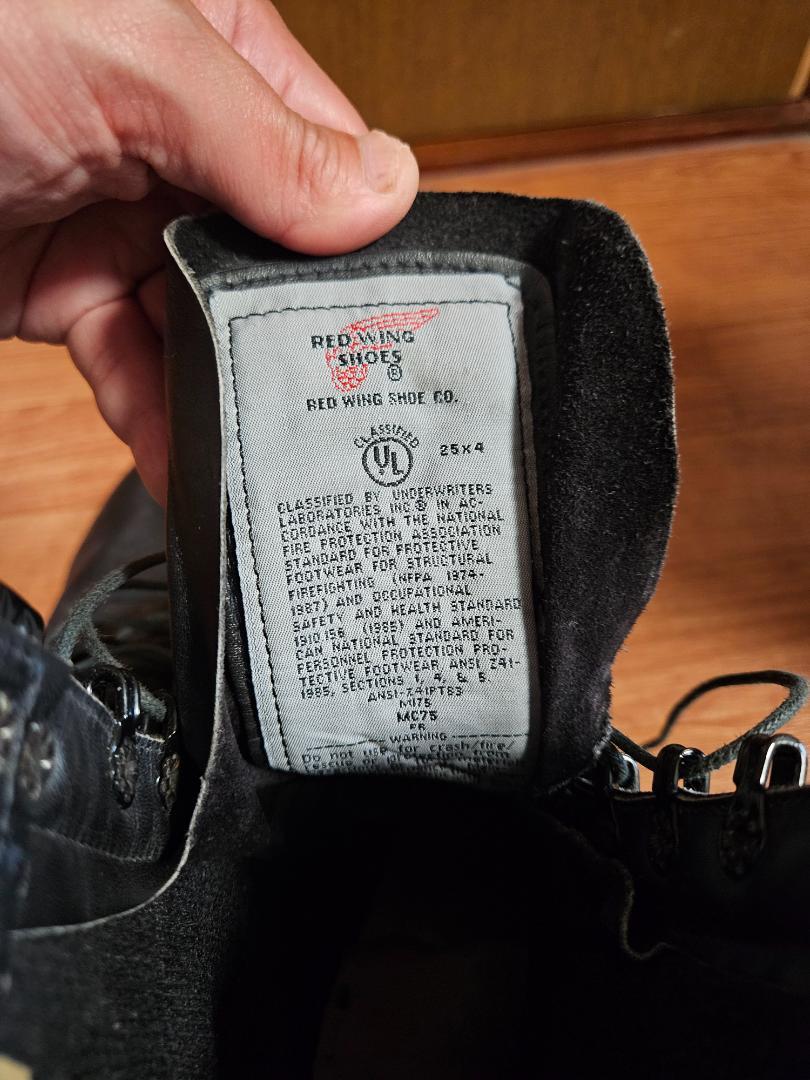 RED WING
SHOES
®
RED WING SHOE CO.
CLASSIFIED
UL
25X4
CLASSIFIED BY UNDERWRITERS
LABORATORIES INC® IN AC-
CORDANCE WITH THE NATIONAL
FIRE PROTECTION ASSOCIATION
STANDARD FOR PROTECTIVE
FOOTWEAR FOR STRUCTURAL
FIREFIGHTING (NFPA 1974-
1987) AND OCCUPATIONAL
SAFETY AND HEALTH STANDARD
1910 156 (1985) AND AMERI-
CAN NATIONAL STANDARD FOR
PERSONNEL PROTECTION PRO-
TECTIVE FOOTWEAR ANSI Z41-
1985, SECTIONS 1, 4, &
ANSI-Z41PT83
MI75
MC75
WARNING
Do not use for crash/fire/